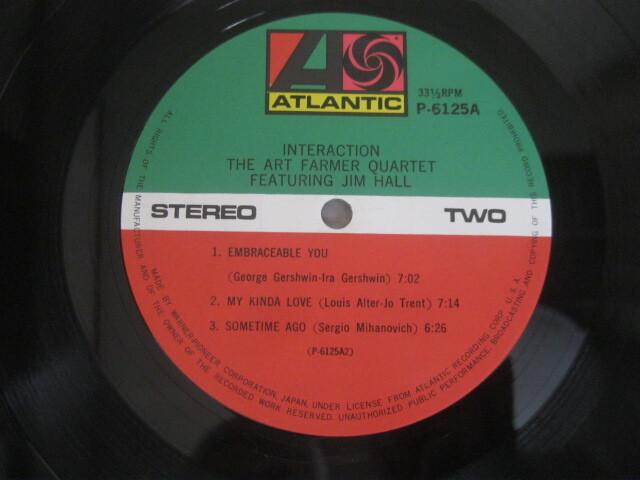 ATLANTIC
33⅓RPM
P-6125A
INTERACTION
THE ART FARMER QUARTET
FEATURING JIM HALL
STEREO
TWO
1. EMBRACEABLE YOU
(George Gershwin-Ira Gershwin) 7:02
2. MY KINDA LOVE (Louis Alter-Jo Trent) 7:14
3. SOMETIME AGO (Sergio Mihanovich) 6:26
(P-6125A2)
ALL RIGHTS OF THE MANUFACTURER AND OF THE OWNER OF THE RECORDED WORK RESERVED. UNAUTHORIZED PUBLIC PERFORMANCE, BROADCASTING AND COPYING OF THIS RECORD PROHIBITED.
MADE BY WARNER-PIONEER CORPORATION, JAPAN, UNDER LICENSE FROM ATLANTIC RECORDING CORP. U.S.A.